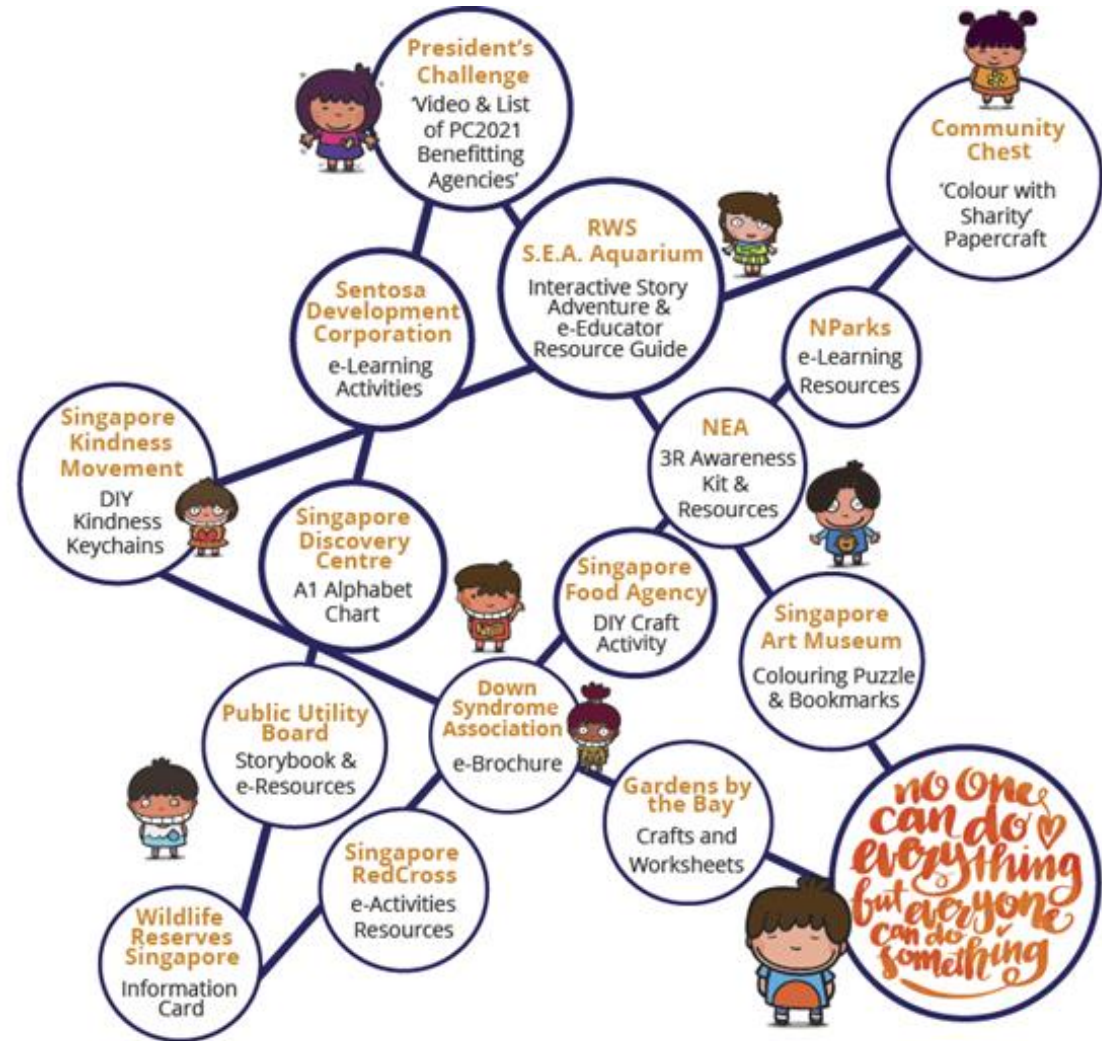 President's
Challenge
'Video & List
of PC2021
Benefitting
Agencies'
Community
Chest
'Colour with
Sharity'
Papercraft
RWS
S.E.A. Aquarium
Interactive Story
Adventure &
e-Educator
Resource Guide
Sentosa
Development
Corporation
e-Learning
Activities
NParks
e-Learning
Resources
Singapore
Kindness
Movement
DIY
Kindness
Keychains
NEA
3R Awareness
Kit &
Resources
Singapore
Discovery
Centre
A1 Alphabet
Chart
Singapore
Food Agency
DIY Craft
Activity
Singapore
Art Museum
Colouring Puzzle
& Bookmarks
Public Utility
Board
Storybook &
e-Resources
Down
Syndrome
Association
e-Brochure
Gardens by
the Bay
Crafts and
Worksheets
Singapore
RedCross
e-Activities
Resources
Wildlife
Reserves
Singapore
Information
Card
no one
can do
everything
but everyone
can do
something